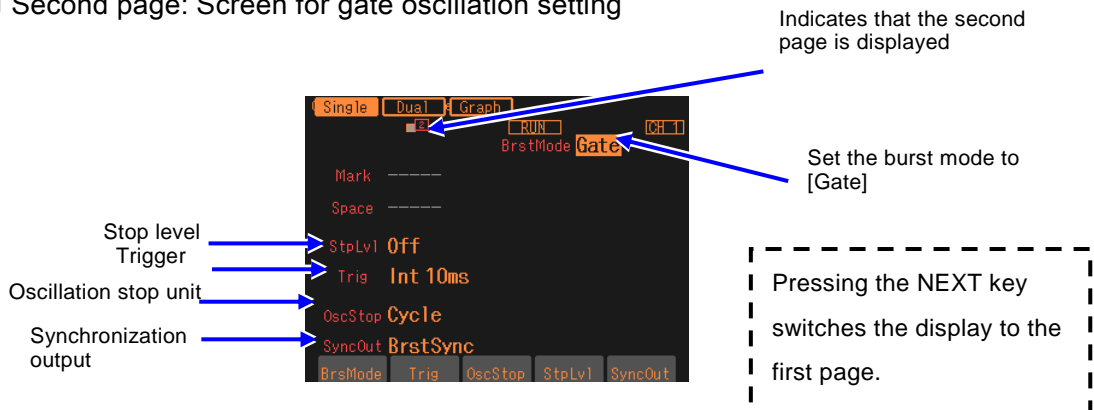 Second page: Screen for gate oscillation setting
Indicates that the second
page is displayed
Single Dual Graph
2
RUN
CH 1
BrstMode Gate
Set the burst mode to
[Gate]
Mark -----
Space -----
Stop level
StpLvl Off
Trigger
Trig Int 10ms
Oscillation stop unit
OscStop Cycle
Synchronization
output
SyncOut BrstSync
BrsMode Trig OscStop StpLvl SyncOut
Pressing the NEXT key
switches the display to the
first page.